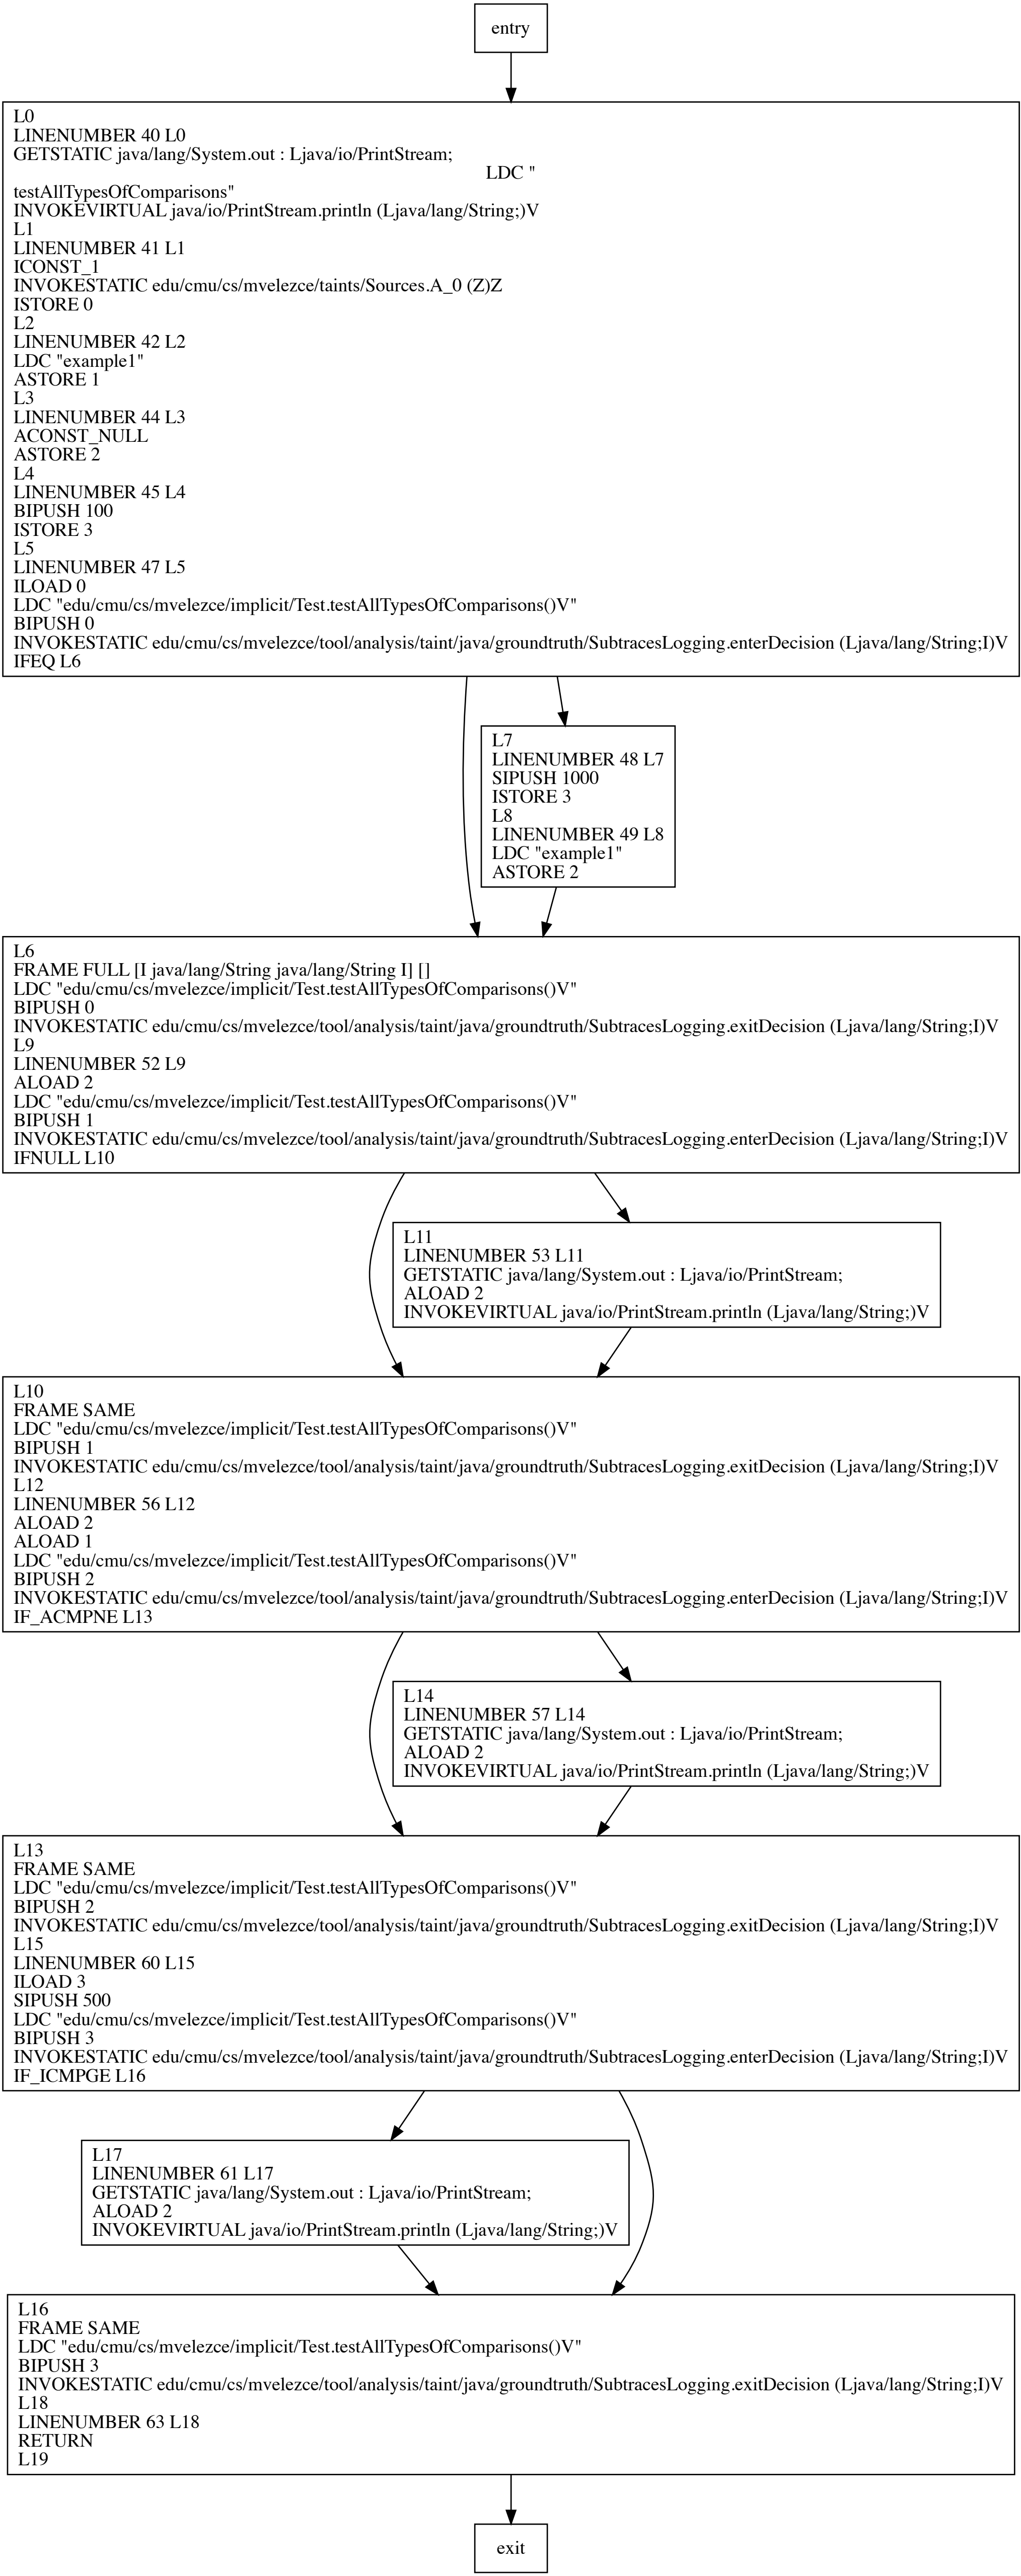 entry
L0
LINENUMBER 40 L0
GETSTATIC java/lang/System.out : Ljava/io/PrintStream;
LDC "
testAllTypesOfComparisons"
INVOKEVIRTUAL java/io/PrintStream.println (Ljava/lang/String;)V
L1
LINENUMBER 41 L1
ICONST_1
INVOKESTATIC edu/cmu/cs/mvelezce/taints/Sources.A_0 (Z)Z
ISTORE 0
L2
LINENUMBER 42 L2
LDC "example1"
ASTORE 1
L3
LINENUMBER 44 L3
ACONST_NULL
ASTORE 2
L4
LINENUMBER 45 L4
BIPUSH 100
ISTORE 3
L5
LINENUMBER 47 L5
ILOAD 0
LDC "edu/cmu/cs/mvelezce/implicit/Test.testAllTypesOfComparisons()V"
BIPUSH 0
INVOKESTATIC edu/cmu/cs/mvelezce/tool/analysis/taint/java/groundtruth/SubtracesLogging.enterDecision (Ljava/lang/String;I)V
IFEQ L6
L7
LINENUMBER 48 L7
SIPUSH 1000
ISTORE 3
L8
LINENUMBER 49 L8
LDC "example1"
ASTORE 2
L6
FRAME FULL [I java/lang/String java/lang/String I] []
LDC "edu/cmu/cs/mvelezce/implicit/Test.testAllTypesOfComparisons()V"
BIPUSH 0
INVOKESTATIC edu/cmu/cs/mvelezce/tool/analysis/taint/java/groundtruth/SubtracesLogging.exitDecision (Ljava/lang/String;I)V
L9
LINENUMBER 52 L9
ALOAD 2
LDC "edu/cmu/cs/mvelezce/implicit/Test.testAllTypesOfComparisons()V"
BIPUSH 1
INVOKESTATIC edu/cmu/cs/mvelezce/tool/analysis/taint/java/groundtruth/SubtracesLogging.enterDecision (Ljava/lang/String;I)V
IFNULL L10
L11
LINENUMBER 53 L11
GETSTATIC java/lang/System.out : Ljava/io/PrintStream;
ALOAD 2
INVOKEVIRTUAL java/io/PrintStream.println (Ljava/lang/String;)V
L10
FRAME SAME
LDC "edu/cmu/cs/mvelezce/implicit/Test.testAllTypesOfComparisons()V"
BIPUSH 1
INVOKESTATIC edu/cmu/cs/mvelezce/tool/analysis/taint/java/groundtruth/SubtracesLogging.exitDecision (Ljava/lang/String;I)V
L12
LINENUMBER 56 L12
ALOAD 2
ALOAD 1
LDC "edu/cmu/cs/mvelezce/implicit/Test.testAllTypesOfComparisons()V"
BIPUSH 2
INVOKESTATIC edu/cmu/cs/mvelezce/tool/analysis/taint/java/groundtruth/SubtracesLogging.enterDecision (Ljava/lang/String;I)V
IF_ACMPNE L13
L14
LINENUMBER 57 L14
GETSTATIC java/lang/System.out : Ljava/io/PrintStream;
ALOAD 2
INVOKEVIRTUAL java/io/PrintStream.println (Ljava/lang/String;)V
L13
FRAME SAME
LDC "edu/cmu/cs/mvelezce/implicit/Test.testAllTypesOfComparisons()V"
BIPUSH 2
INVOKESTATIC edu/cmu/cs/mvelezce/tool/analysis/taint/java/groundtruth/SubtracesLogging.exitDecision (Ljava/lang/String;I)V
L15
LINENUMBER 60 L15
ILOAD 3
SIPUSH 500
LDC "edu/cmu/cs/mvelezce/implicit/Test.testAllTypesOfComparisons()V"
BIPUSH 3
INVOKESTATIC edu/cmu/cs/mvelezce/tool/analysis/taint/java/groundtruth/SubtracesLogging.enterDecision (Ljava/lang/String;I)V
IF_ICMPGE L16
L17
LINENUMBER 61 L17
GETSTATIC java/lang/System.out : Ljava/io/PrintStream;
ALOAD 2
INVOKEVIRTUAL java/io/PrintStream.println (Ljava/lang/String;)V
L16
FRAME SAME
LDC "edu/cmu/cs/mvelezce/implicit/Test.testAllTypesOfComparisons()V"
BIPUSH 3
INVOKESTATIC edu/cmu/cs/mvelezce/tool/analysis/taint/java/groundtruth/SubtracesLogging.exitDecision (Ljava/lang/String;I)V
L18
LINENUMBER 63 L18
RETURN
L19
exit